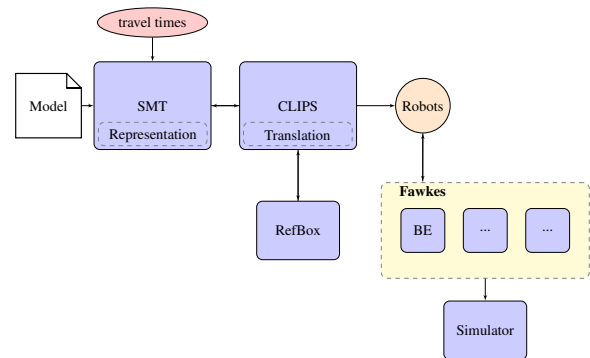 travel times
Model
SMT
Representation
CLIPS
Translation
Robots
RefBox
Fawkes
BE
...
...
Simulator